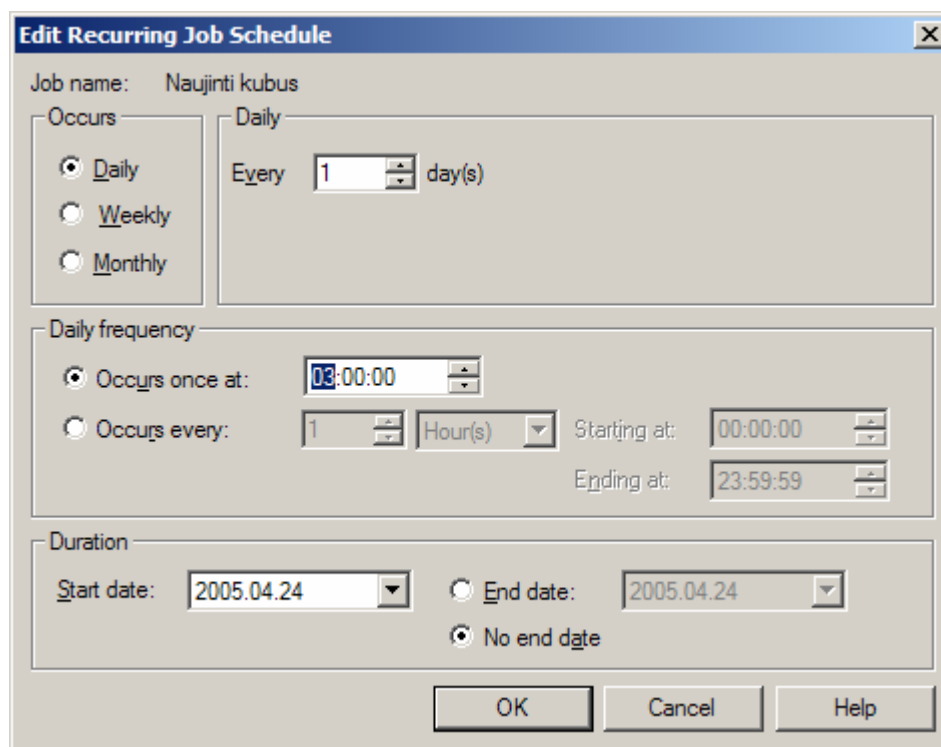 Edit Recurring Job Schedule
Job name: Naujinti kubus
Occurs
Daily
Weekly
Monthly
Daily
Every 1 day(s)
Daily frequency
Occurs once at: 03:00:00
Occurs every: 1 Hour(s) Starting at: 00:00:00
Ending at: 23:59:59
Duration
Start date: 2005.04.24 End date: 2005.04.24
No end date
OK Cancel Help